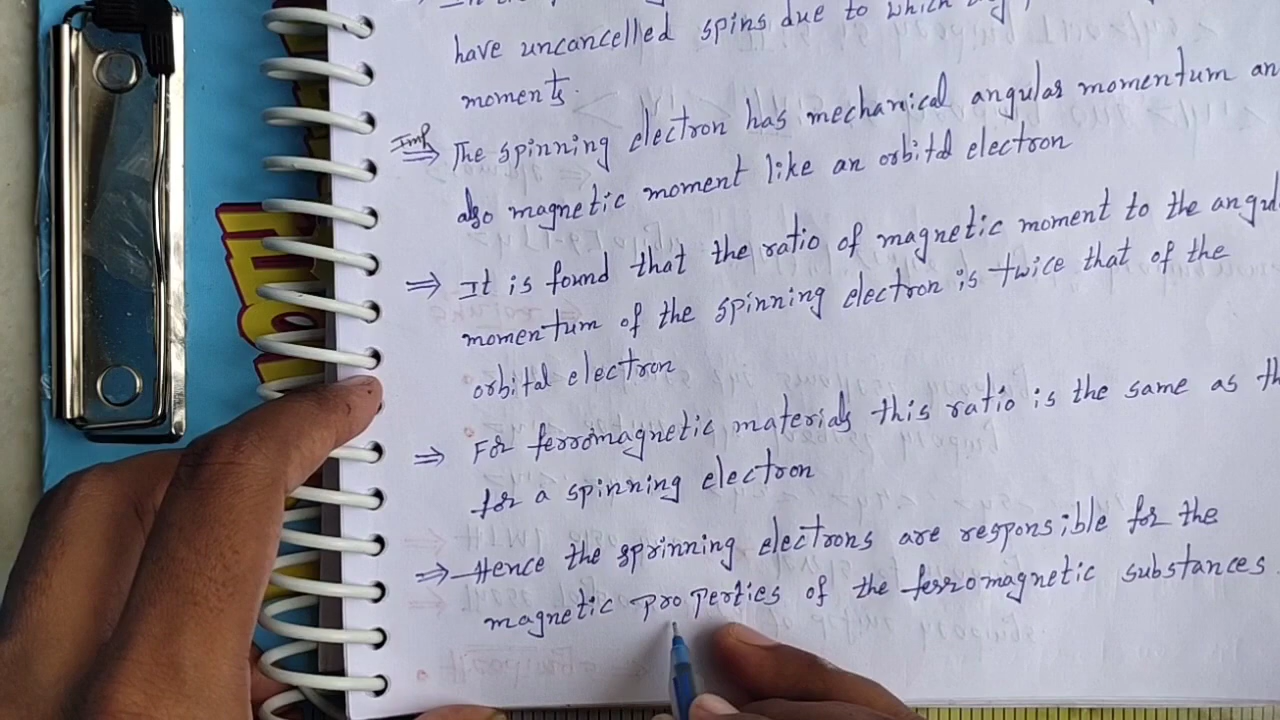 have uncancelled spins due to which
moments.
Imp
⇒ The spinning electron has mechanical angular momentum an
also magnetic moment like an orbital electron
⇒ It is found that the ratio of magnetic moment to the angul
momentum of the spinning electron is twice that of the
orbital electron
⇒ For ferromagnetic materials this ratio is the same as th
for a spinning electron
⇒ Hence the sprinning electrons are responsible for the
magnetic properties of the ferromagnetic substances